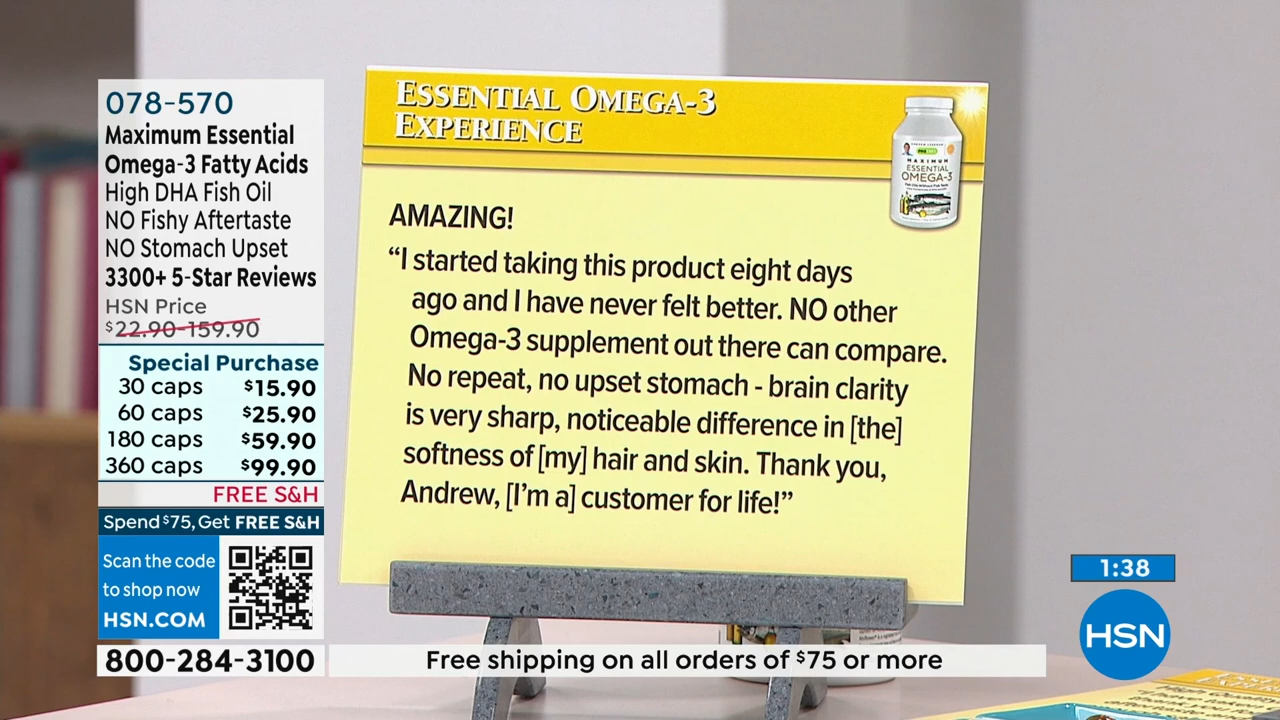 078-570
Maximum Essential
Omega-3 Fatty Acids
High DHA Fish Oil
NO Fishy Aftertaste
NO Stomach Upset
3300+ 5-Star Reviews
HSN Price
$22.90-159.90
Special Purchase
30 caps $15.90
60 caps $25.90
180 caps $59.90
360 caps $99.90
FREE S&H
Spend $75, Get FREE S&H
Scan the code
to shop now
HSN.COM
800-284-3100
Free shipping on all orders of $75 or more
ESSENTIAL OMEGA-3
EXPERIENCE
MAXIMUM
ESSENTIAL
OMEGA-3
AMAZING!
“I started taking this product eight days
ago and I have never felt better. NO other
Omega-3 supplement out there can compare.
No repeat, no upset stomach - brain clarity
is very sharp, noticeable difference in [the]
softness of [my] hair and skin. Thank you,
Andrew, [I’m a] customer for life!”
1:38
HSN